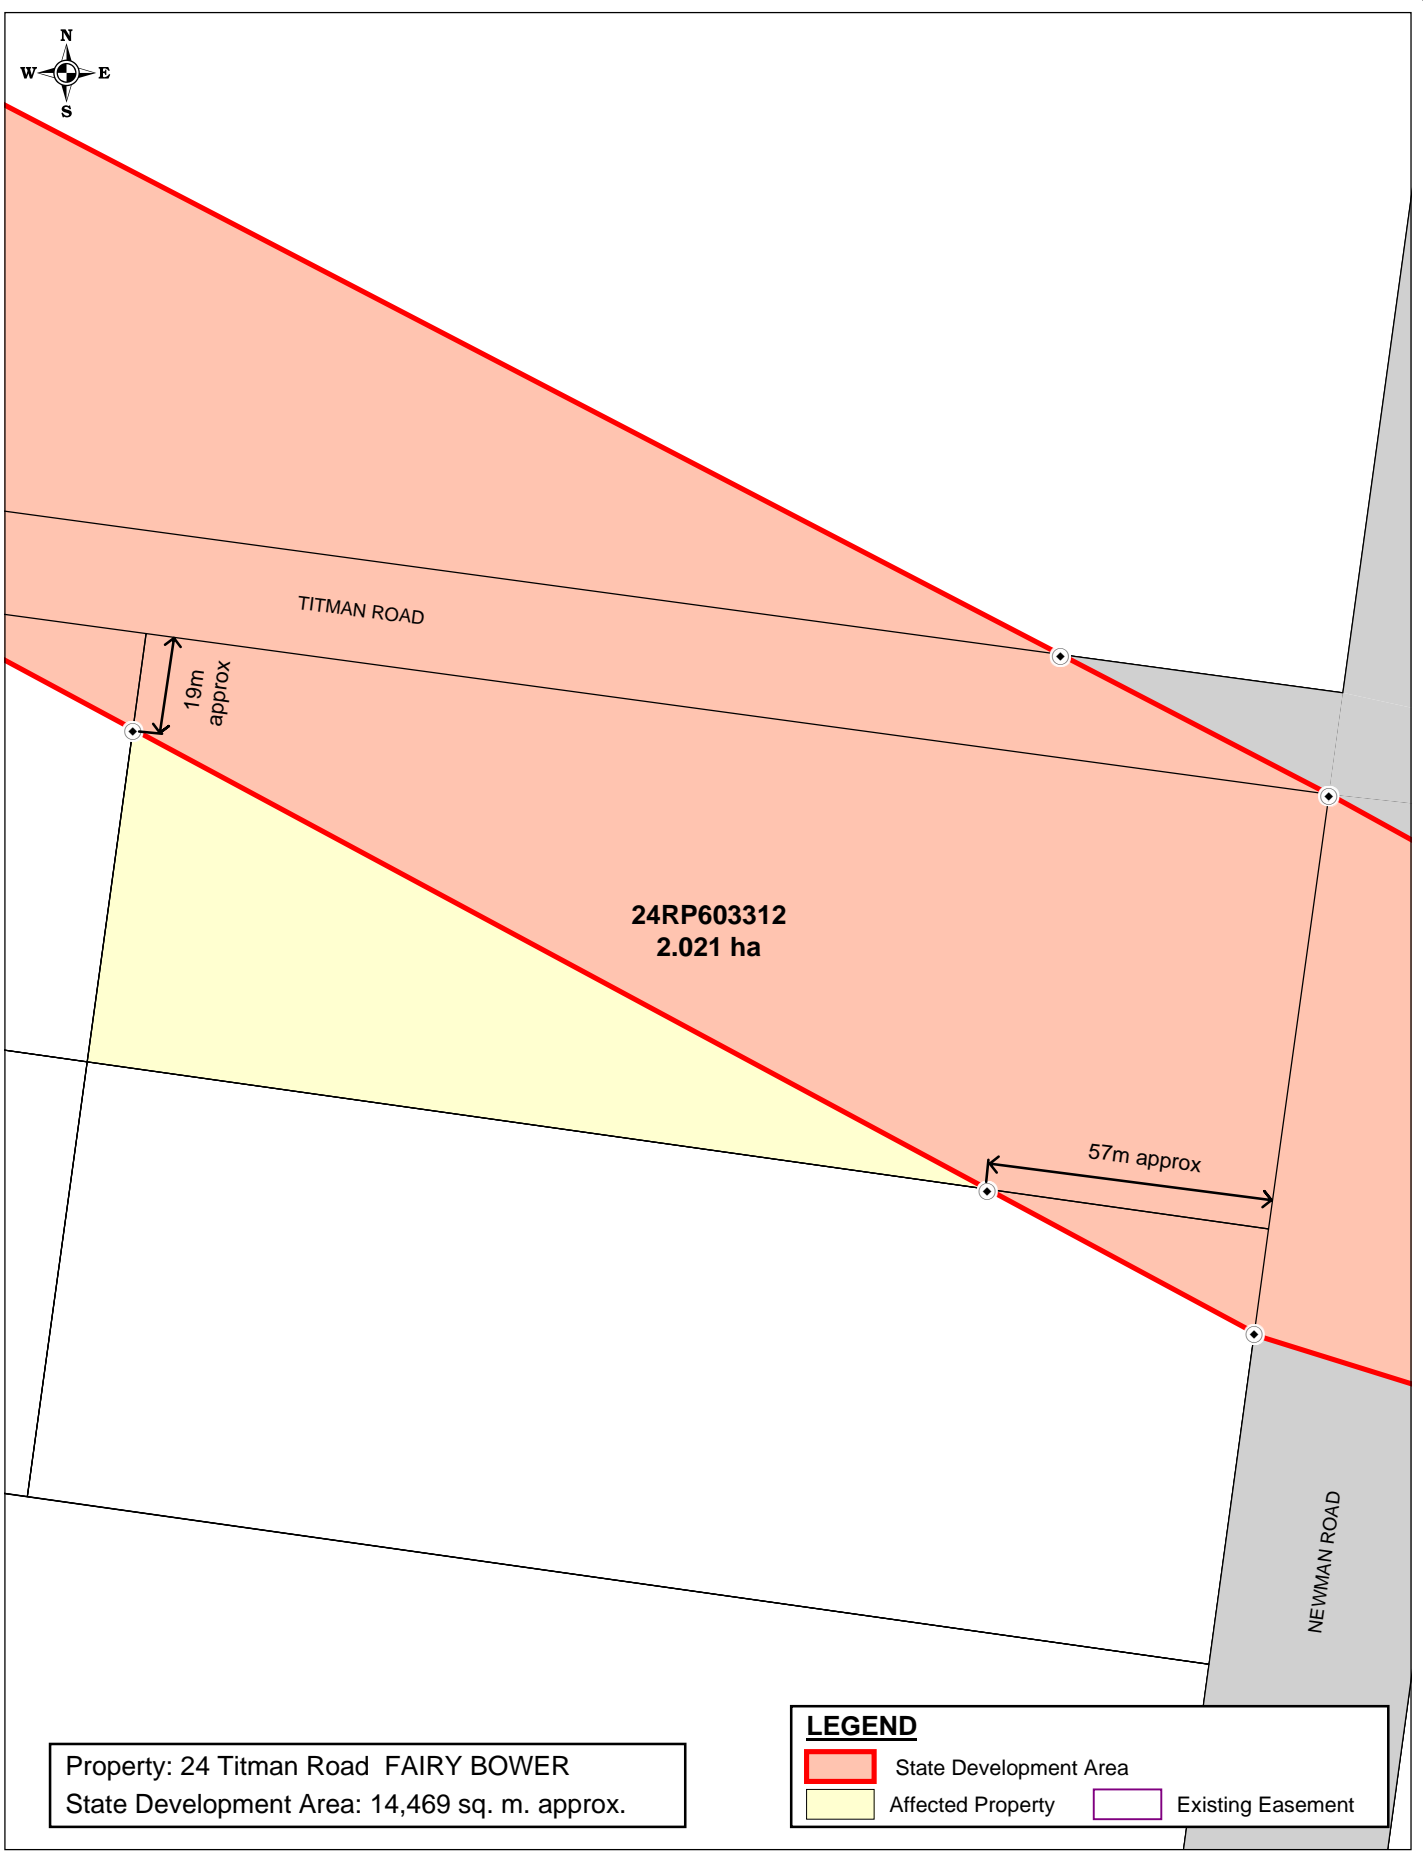 N
W E
S
TITMAN ROAD
19m
approx
24RP603312
2.021 ha
57m approx
NEWMAN ROAD
LEGEND
State Development Area
Affected Property Existing Easement
Property: 24 Titman Road FAIRY BOWER
State Development Area: 14,469 sq. m. approx.